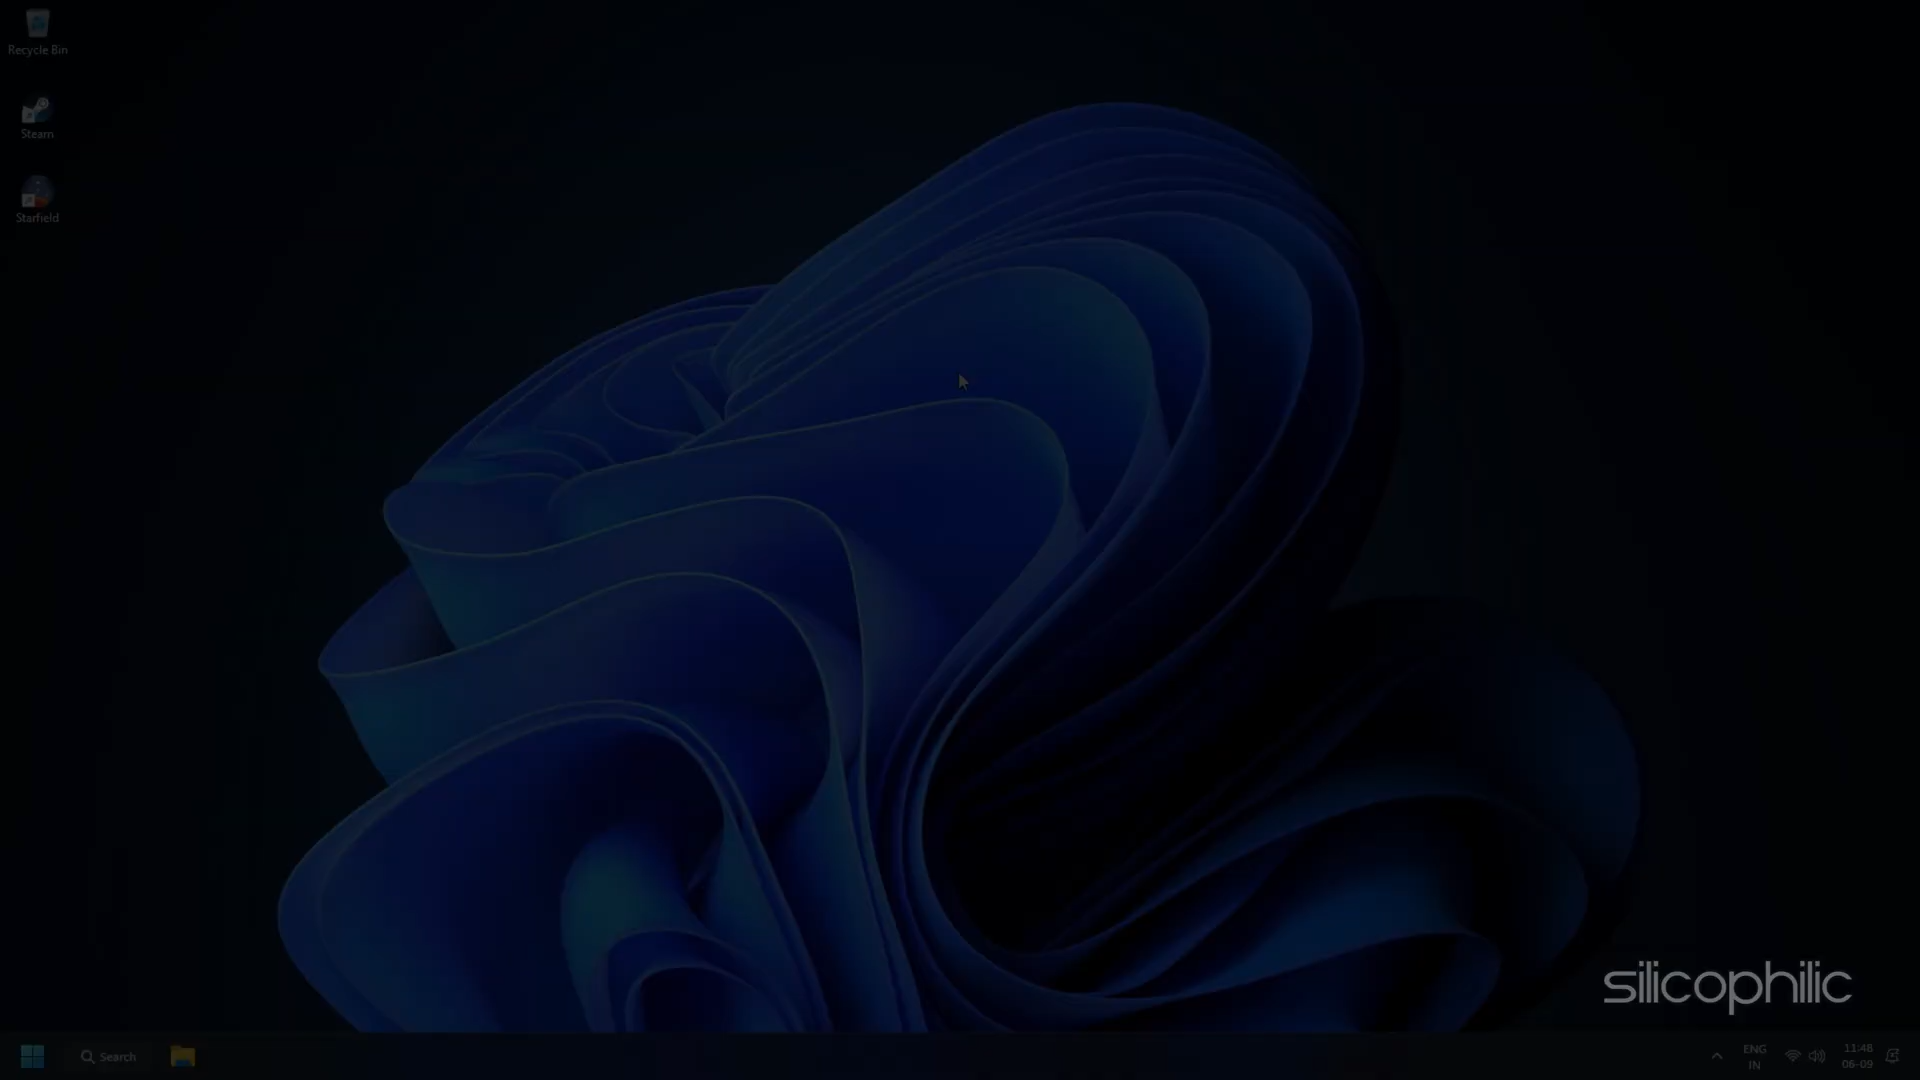 Recycle Bin
Steam
Starfield
silicophilic
Search
ENG
IN
11:48
06-09